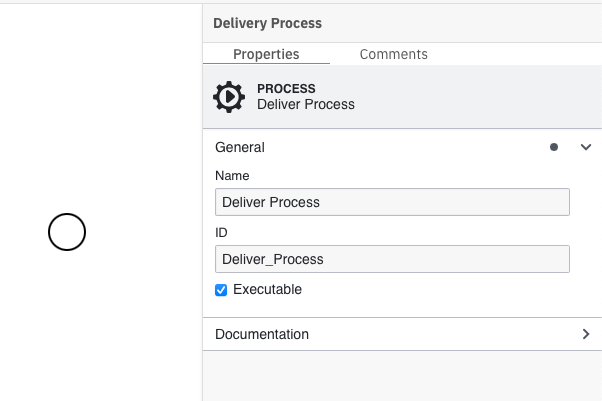 Delivery Process
Properties Comments
PROCESS
Deliver Process
General
Name
Deliver Process
ID
Deliver_Process
Executable
Documentation